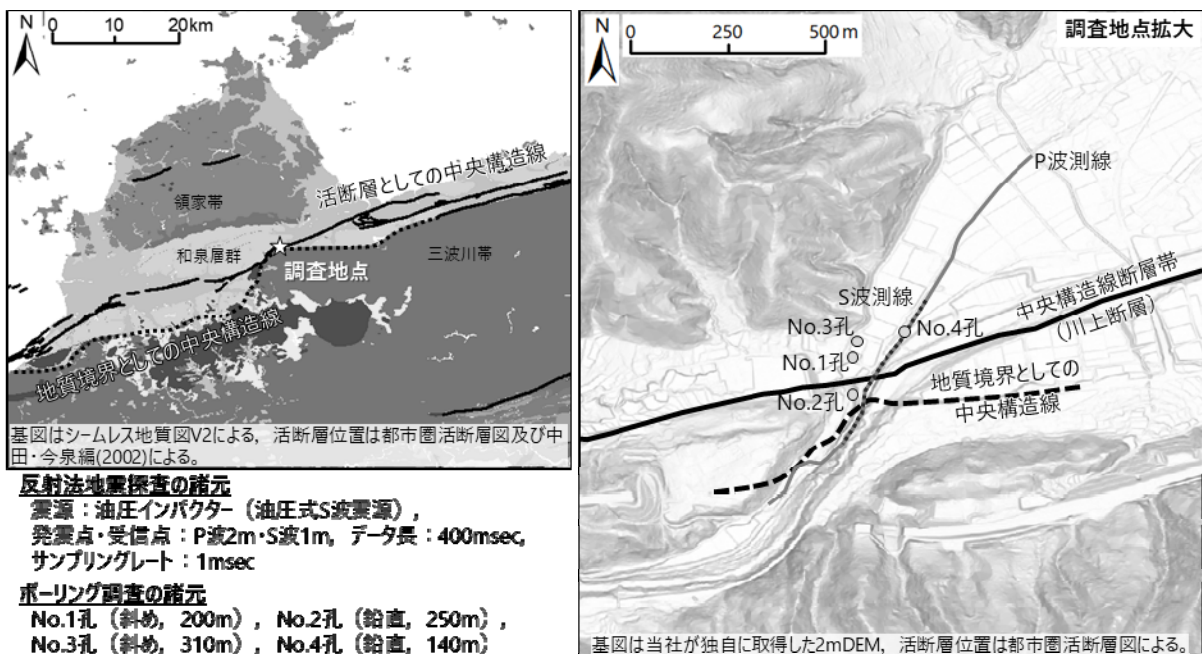 N
0 10 20km
領家帯
活断層としての中央構造線
和泉層群
三波川帯
調査地点
地質境界としての中央構造線
基図はシームレス地質図V2による，活断層位置は都市圏活断層図及び中
田・今泉編(2002)による。
反射法地震探査の諸元
震源：油圧インパクター（油圧式S波震源），
発震点・受信点：P波2m・S波1m，データ長：400msec，
サンプリングレート：1msec
ボーリング調査の諸元
No.1孔（斜め，200m），No.2孔（鉛直，250m），
No.3孔（斜め，310m），No.4孔（鉛直，140m）
N
0 250 500 m
調査地点拡大
P波測線
S波測線
中央構造線断層帯
(川上断層)
No.3孔
No.4孔
No.1孔
No.2孔
地質境界としての
中央構造線
基図は当社が独自に取得した2mDEM，活断層位置は都市圏活断層図による。